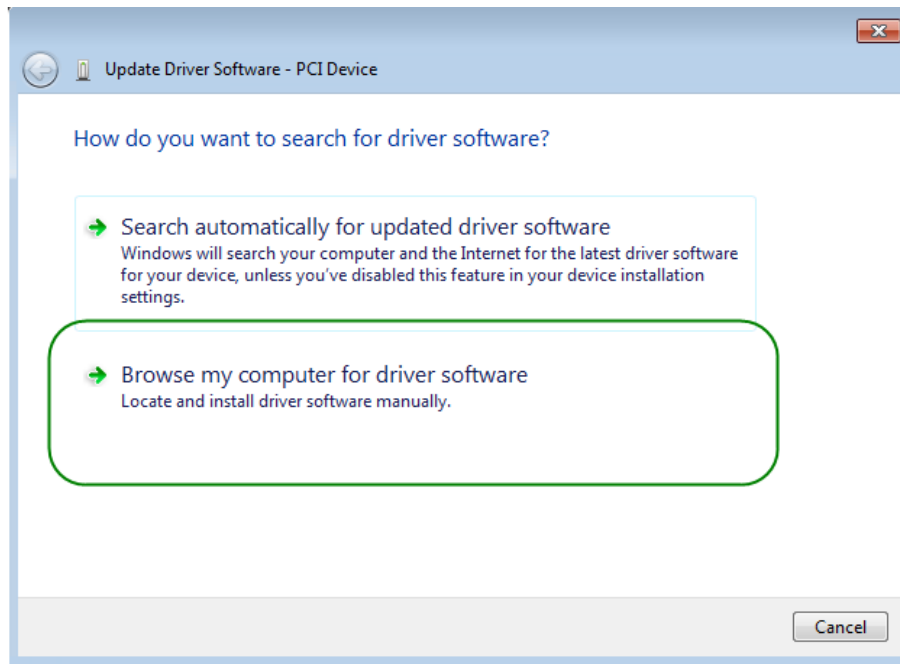 Update Driver Software - PCI Device
How do you want to search for driver software?
Search automatically for updated driver software
Windows will search your computer and the Internet for the latest driver software
for your device, unless you've disabled this feature in your device installation
settings.
Browse my computer for driver software
Locate and install driver software manually.
Cancel